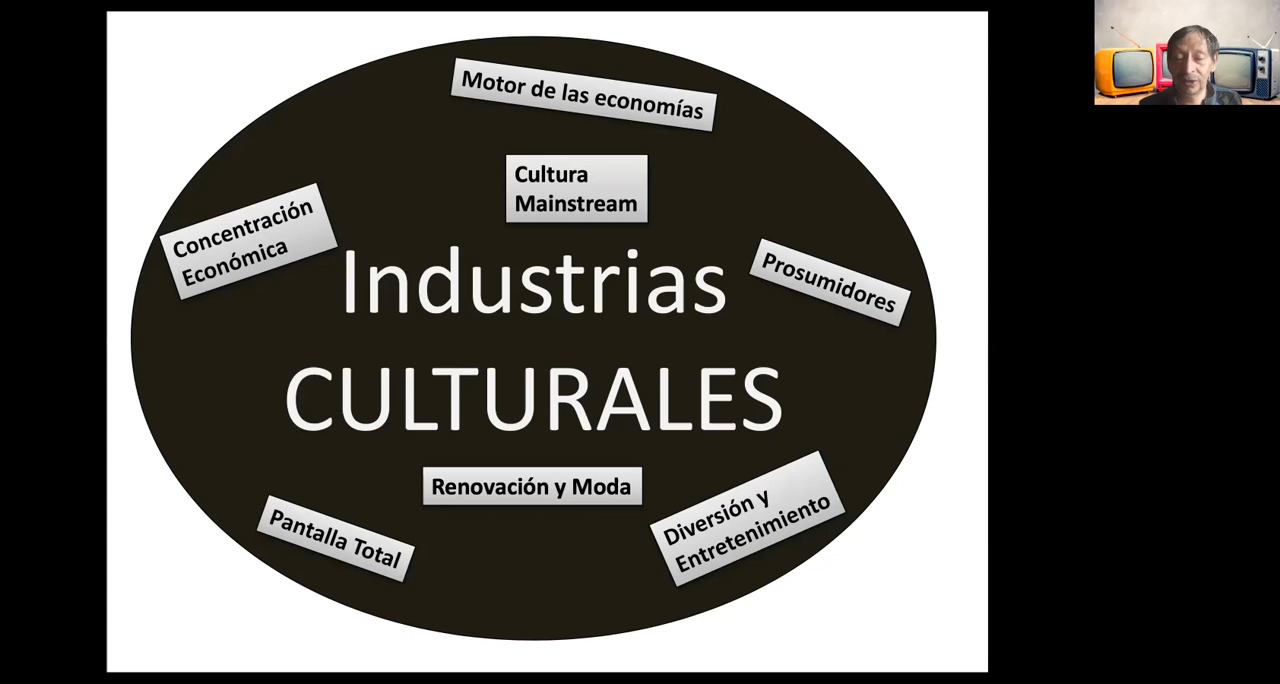 Motor de las economías
Cultura
Mainstream
Concentración
Económica
Industrias
Prosumidores
CULTURALES
Renovación y Moda
Diversión y
Entretenimiento
Pantalla Total